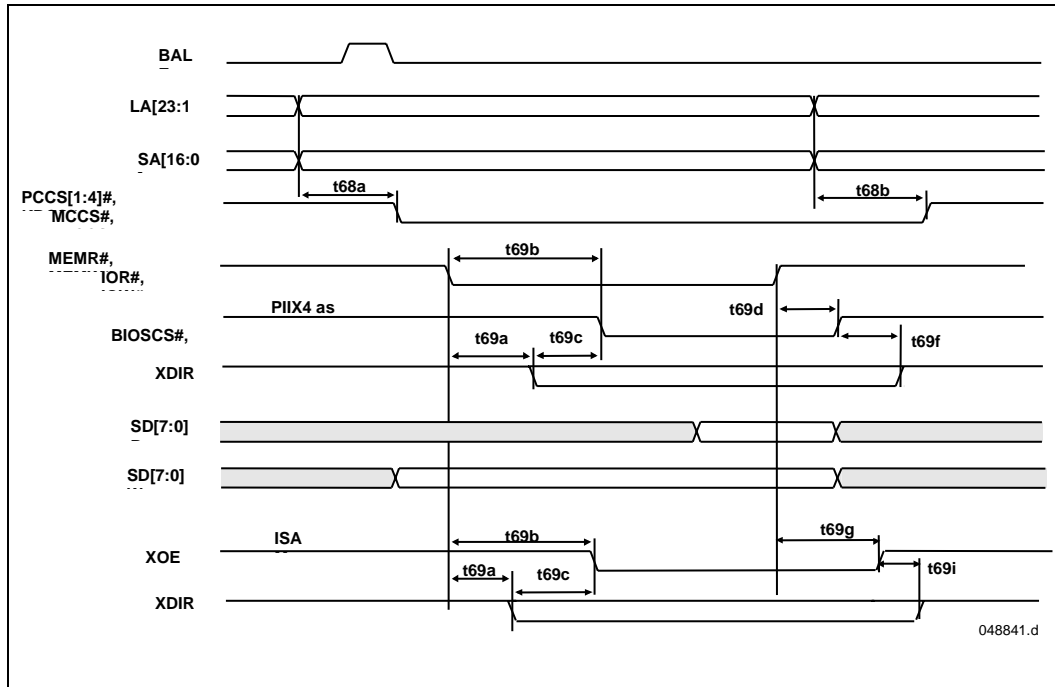 BAL
LA[23:1
SA[16:0
t68a
t68b
PCCS[1:4]#,
MCCS#,
MEMR#,
IOR#,
t69b
PIIX4 as
t69d
BIOSCS#,
t69a
t69c
t69f
XDIR
SD[7:0]
SD[7:0]
ISA
t69b
t69g
XOE
t69a
t69c
t69i
XDIR
048841.d